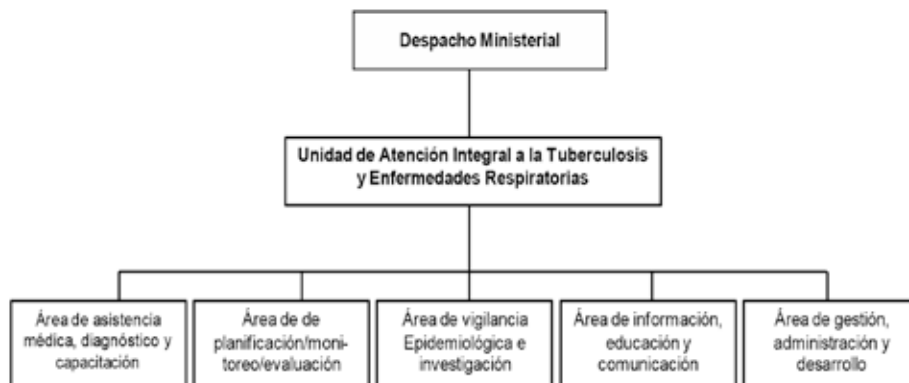 Despacho Ministerial
Unidad de Atención Integral a la Tuberculosis
y Enfermedades Respiratorias
Área de asistencia
médica, diagnóstico y
capacitación
Área de de
planificación/moni-
toreo/evaluación
Área de vigilancia
Epidemiológica e
investigación
Área de información,
educación y
comunicación
Área de gestión,
administración y
desarrollo